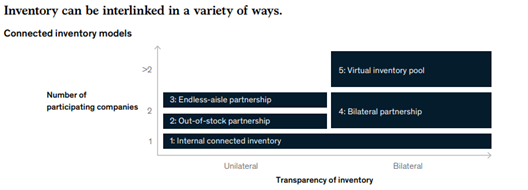 Inventory can be interlinked in a variety of ways.
Connected inventory models
>2
5: Virtual inventory pool
Number of
participating companies
3: Endless-aisle partnership
2
4: Bilateral partnership
2: Out-of-stock partnership
1
1: Internal connected inventory
Unilateral
Bilateral
Transparency of inventory